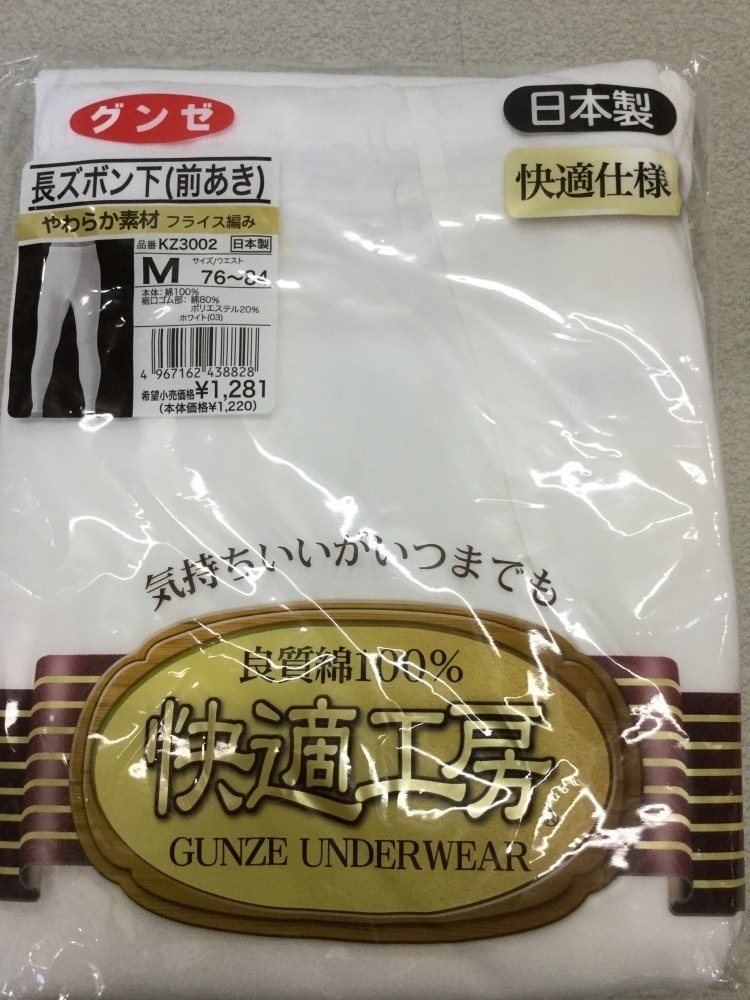 グンゼ
日本製
快適仕様
長ズボン下(前あき)
やわらか素材 フライス編み
品番 KZ3002 日本製
サイズ/ウエスト
M 76〜84
本体: 綿100%
裾口ゴム部: 綿80%
ポリエステル20%
ホワイト(03)
4 967162 438828
希望小売価格 ¥1,281
(本体価格¥1,220)
気持ちいいがいつまでも
良質綿100%
快適工房
GUNZE UNDERWEAR